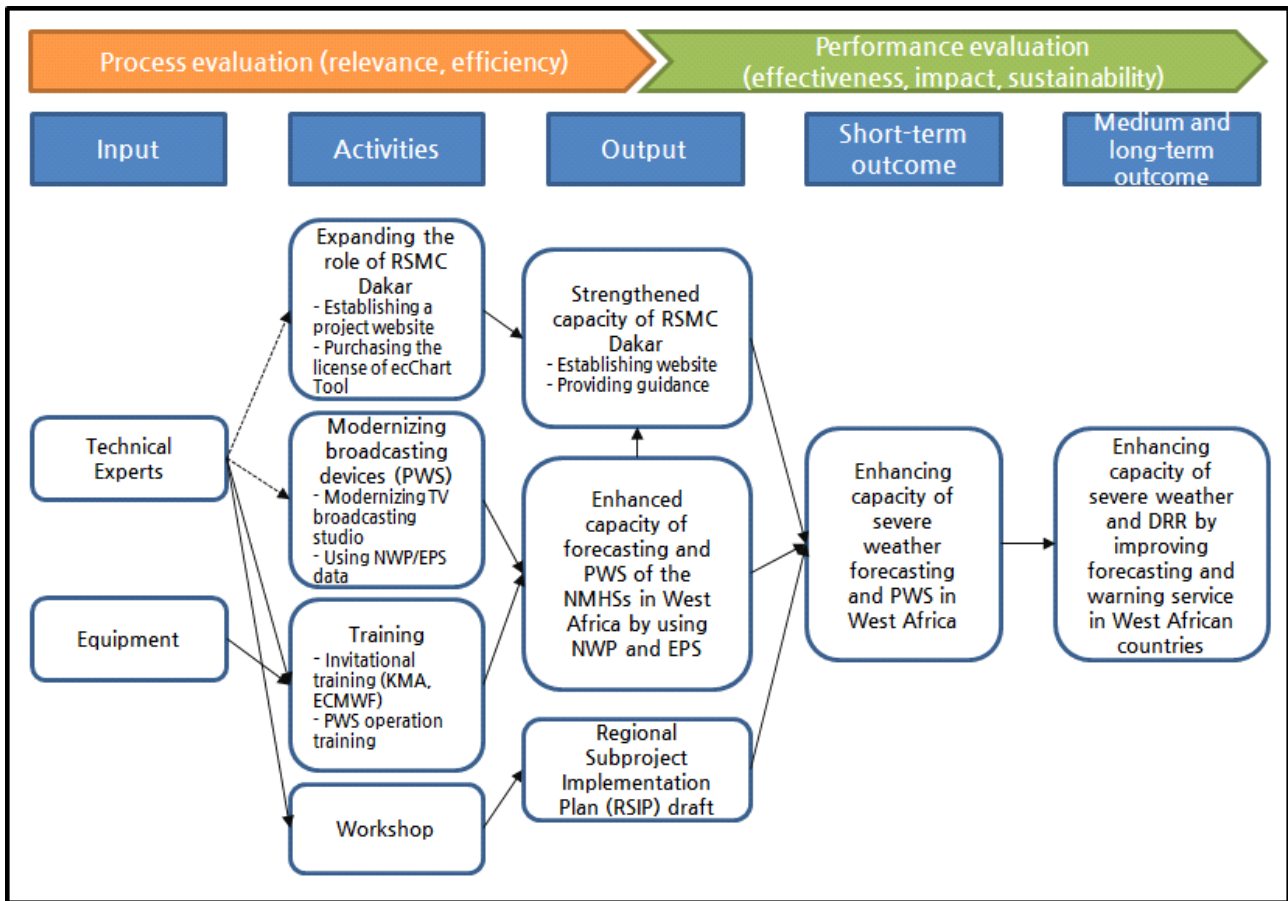 Process evaluation (relevance, efficiency)
Performance evaluation
(effectiveness, impact, sustainability)
Input
Activities
Output
Short-term
outcome
Medium and
long-term
outcome
Expanding the
role of RSMC
Dakar
- Establishing a
project website
- Purchasing the
license of ecChart
Tool
Strengthened
capacity of RSMC
Dakar
- Establishing website
- Providing guidance
Technical
Experts
Modernizing
broadcasting
devices (PWS)
- Modernizing TV
broadcasting
studio
- Using NWP/EPS
data
Enhanced
capacity of
forecasting and
PWS of the
NMHSs in West
Africa by using
NWP and EPS
Enhancing
capacity of
severe
weather
forecasting
and PWS in
West Africa
Enhancing
capacity of
severe weather
and DRR by
improving
forecasting and
warning service
in West African
countries
Equipment
Training
- Invitational
training (KMA,
ECMWF)
- PWS operation
training
Regional
Subproject
Implementation
Plan (RSIP) draft
Workshop